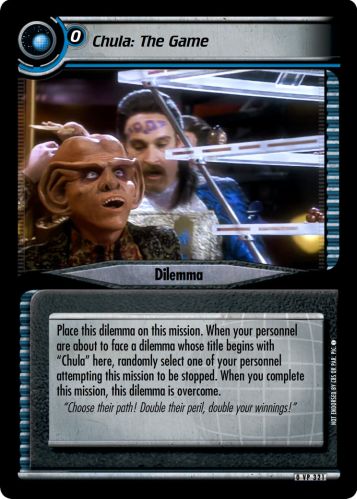 0 Chula: The Game
Dilemma
Place this dilemma on this mission. When your personnel
are about to face a dilemma whose title begins with
“Chula” here, randomly select one of your personnel
attempting this mission to be stopped. When you complete
this mission, this dilemma is overcome.
“Choose their path! Double their peril, double your winnings!”
NOT ENDORSED BY CBS OR PAR. PIC.
0 VP 321